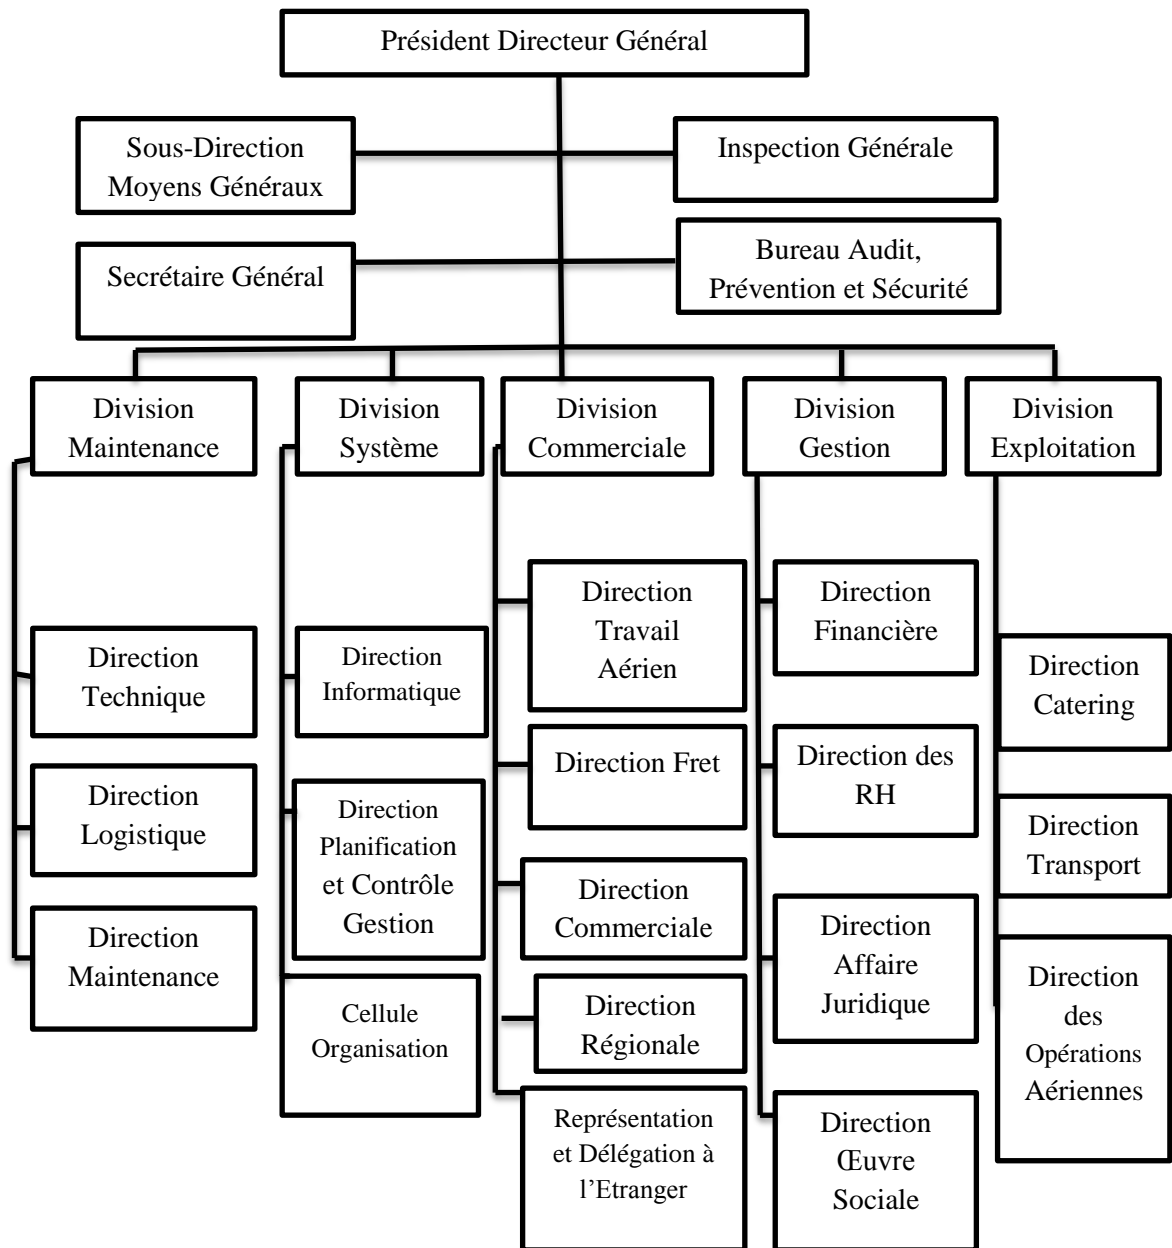 Président Directeur Général
Sous-Direction
Moyens Généraux
Inspection Générale
Secrétaire Général
Bureau Audit,
Prévention et Sécurité
Division
Maintenance
Division
Système
Division
Commerciale
Division
Gestion
Division
Exploitation
Direction
Technique
Direction
Logistique
Direction
Maintenance
Direction
Informatique
Direction
Planification
et Contrôle
Gestion
Cellule
Organisation
Direction
Travail
Aérien
Direction Fret
Direction
Commerciale
Direction
Régionale
Représentation
et Délégation à
l’Etranger
Direction
Financière
Direction des
RH
Direction
Affaire
Juridique
Direction
Œuvre
Sociale
Direction
Catering
Direction
Transport
Direction
des
Opérations
Aériennes